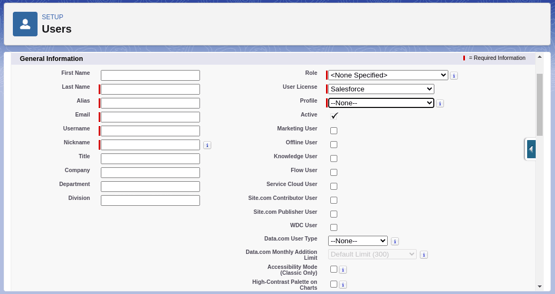 SETUP
Users
General Information
= Required Information
First Name
Last Name
Alias
Email
Username
Nickname
i
Title
Company
Department
Division
Role
<None Specified>
i
User License
Salesforce
Profile
--None--
i
Active
Marketing User
Offline User
Knowledge User
Flow User
Service Cloud User
Site.com Contributor User
Site.com Publisher User
WDC User
Data.com User Type
--None--
i
Data.com Monthly Addition
Limit
Default Limit (300)
i
Accessibility Mode
(Classic Only)
i
High-Contrast Palette on
Charts
i